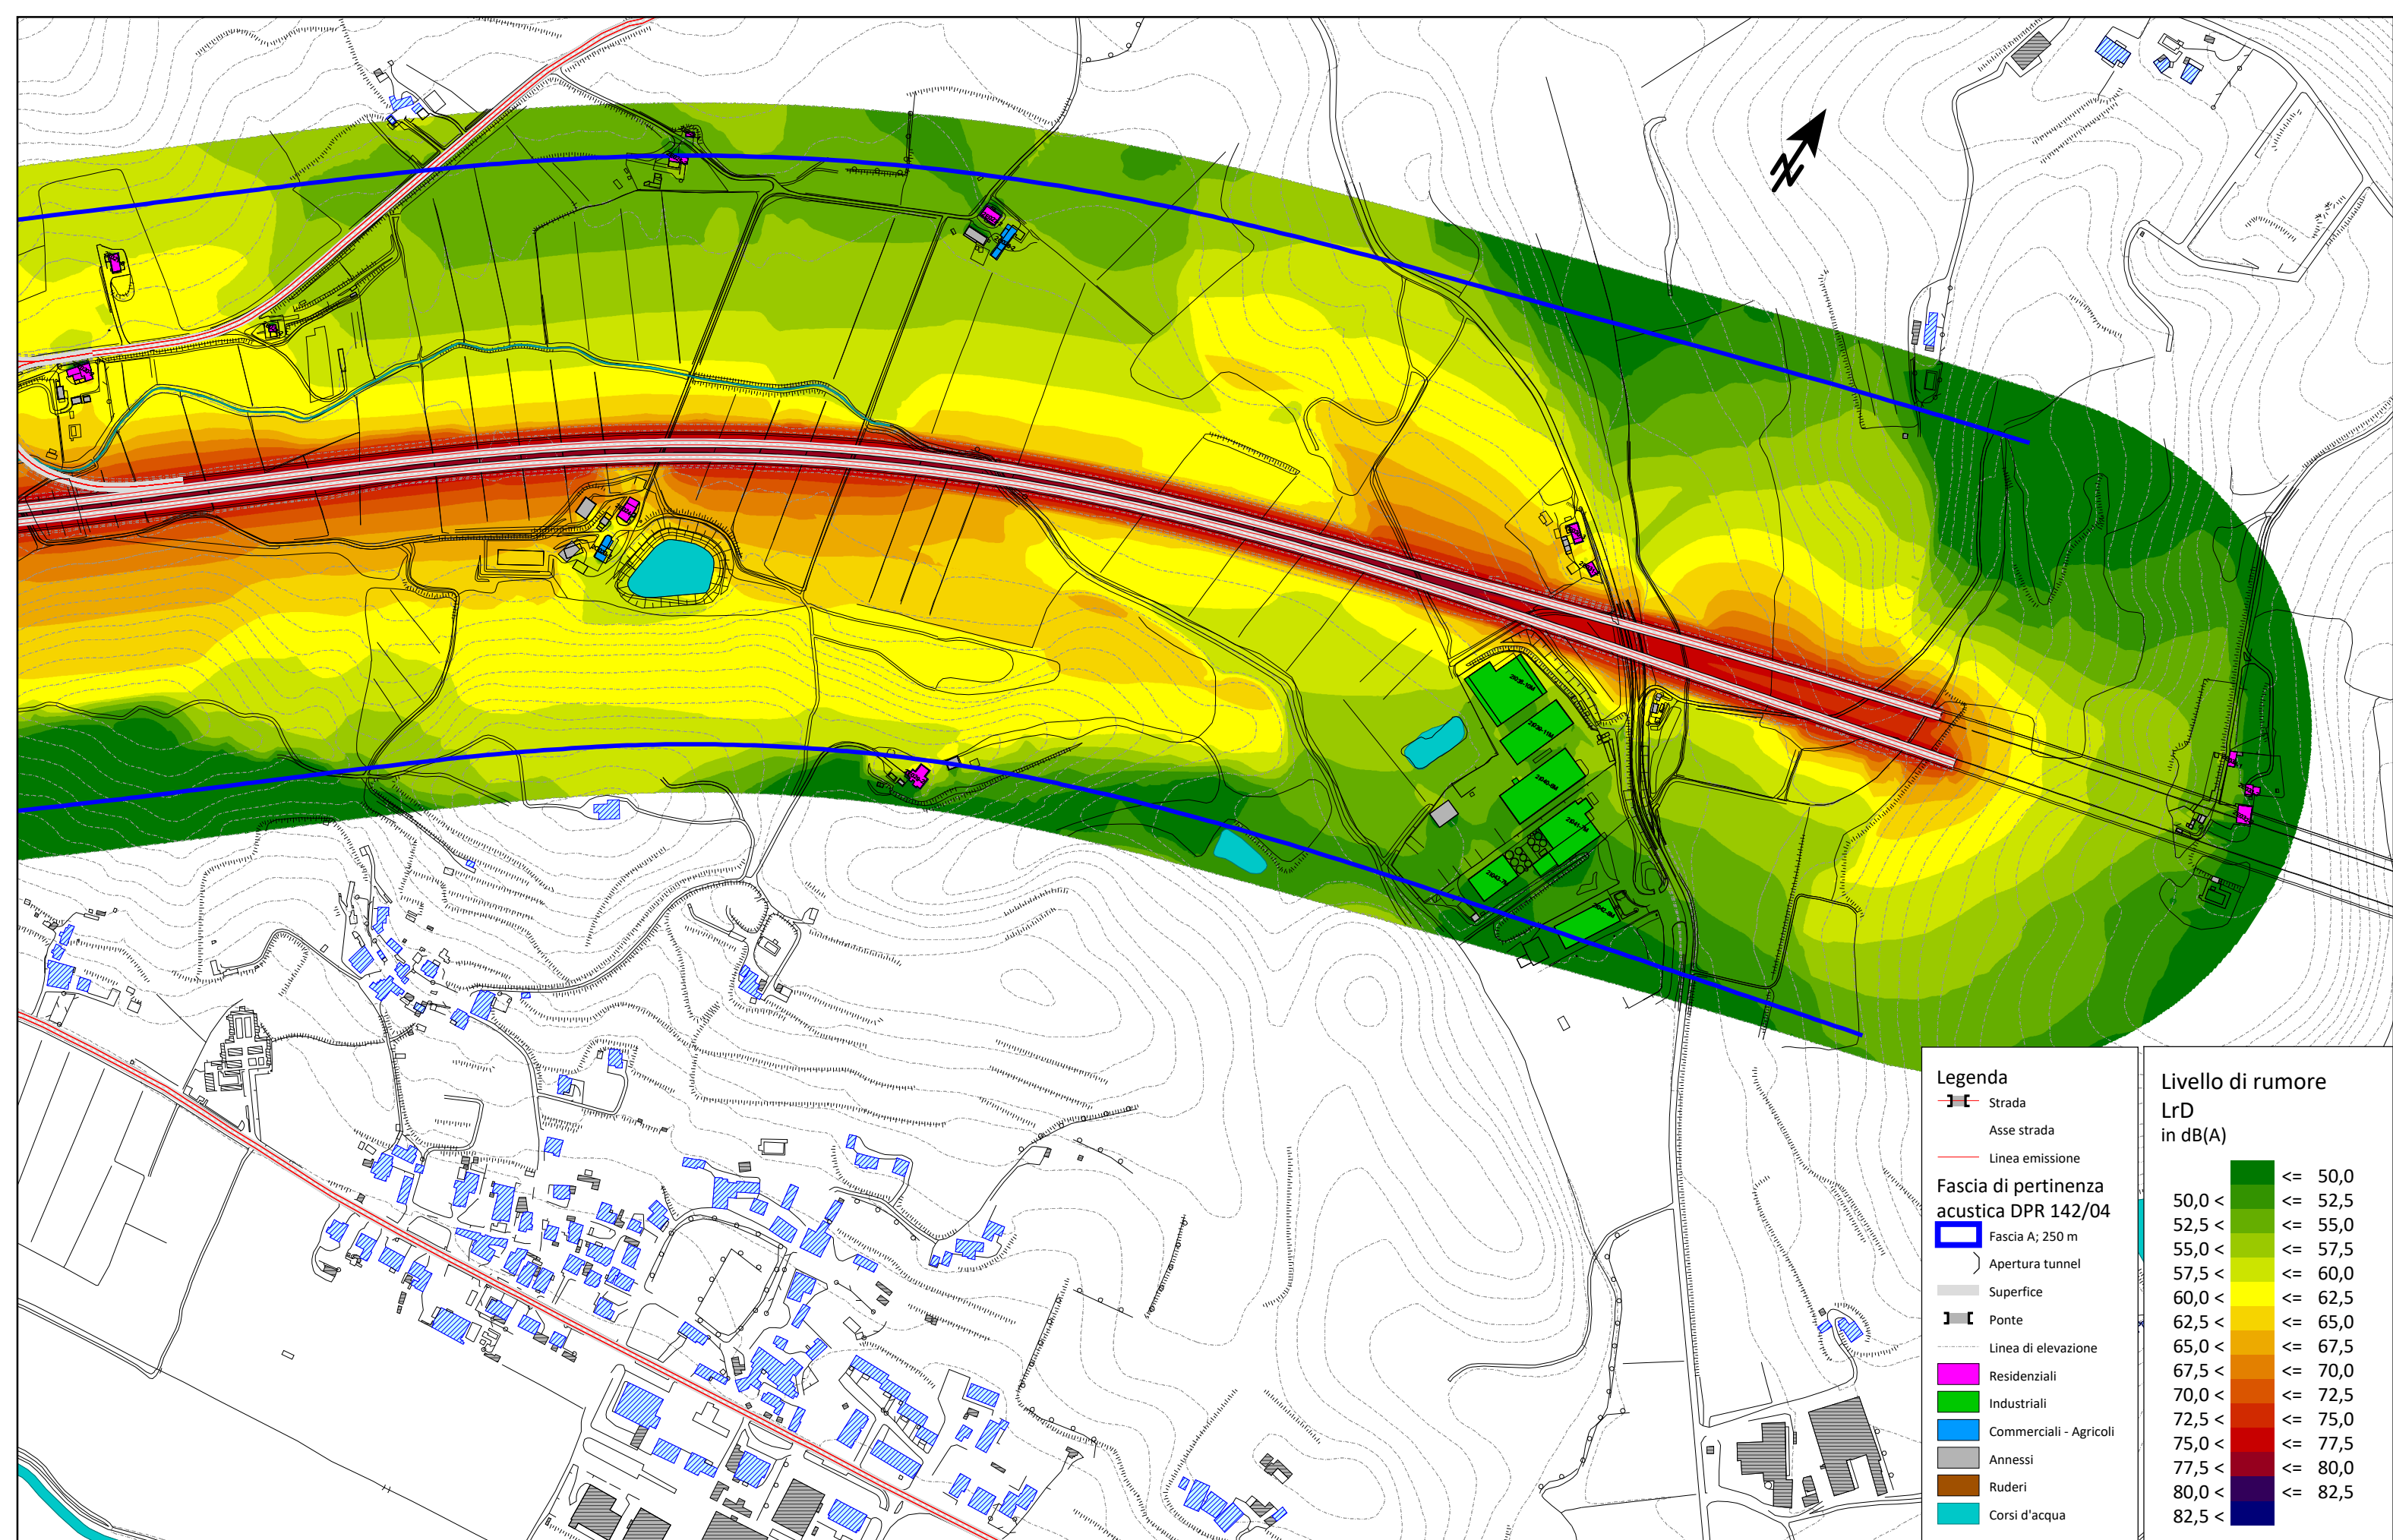 Legenda
Strada
Asse strada
Linea emissione
Fascia di pertinenza
acustica DPR 142/04
Fascia A; 250 m
Apertura tunnel
Superfice
Ponte
Linea di elevazione
Residenziali
Industriali
Commerciali - Agricoli
Annessi
Ruderi
Corsi d'acqua
Livello di rumore
LrD
in dB(A)
<= 50,0
50,0 < <= 52,5
52,5 < <= 55,0
55,0 < <= 57,5
57,5 < <= 60,0
60,0 < <= 62,5
62,5 < <= 65,0
65,0 < <= 67,5
67,5 < <= 70,0
70,0 < <= 72,5
72,5 < <= 75,0
75,0 < <= 77,5
77,5 < <= 80,0
80,0 < <= 82,5
82,5 <